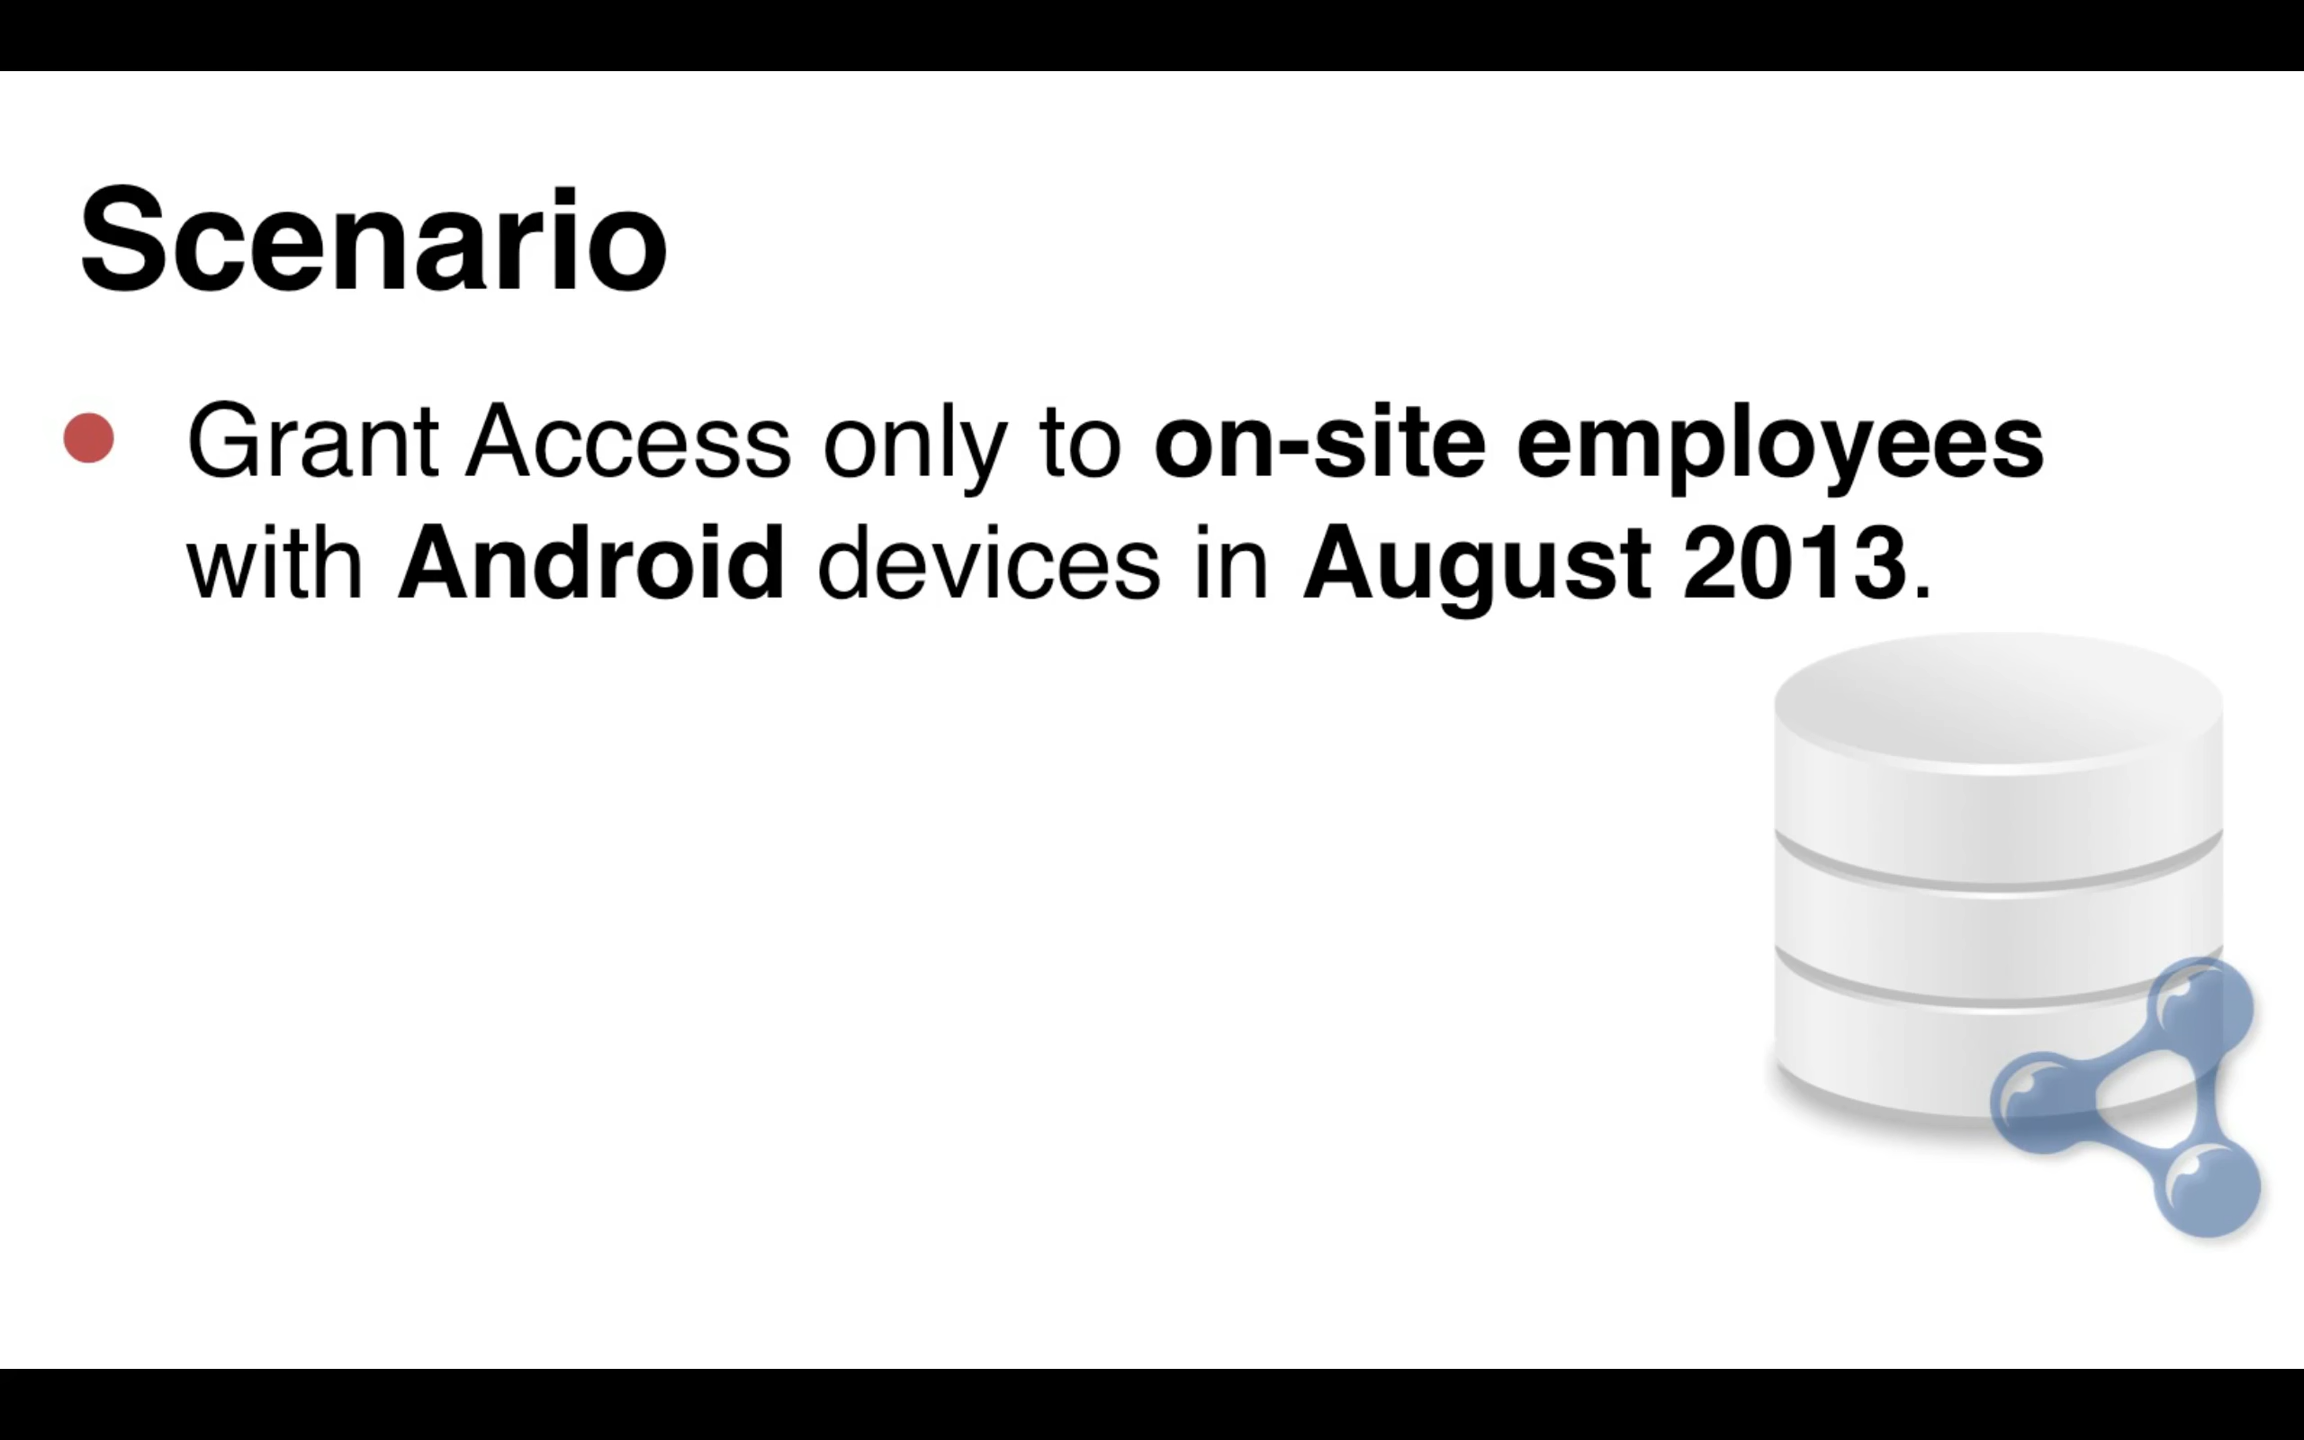 Scenario
Grant Access only to on-site employees
with Android devices in August 2013.